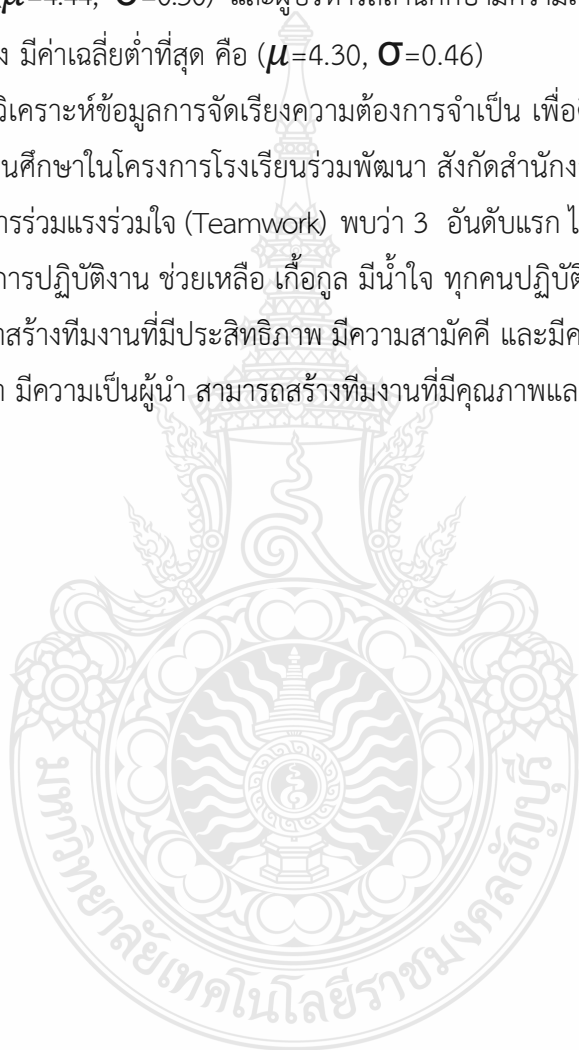 μ=4.44, σ=0.50) และผู้บริหารสถานศึกษามีความเ
ง มีค่าเฉลี่ยต่ำที่สุด คือ (μ=4.30, σ=0.46)
วิเคราะห์ข้อมูลการจัดเรียงความต้องการจำเป็น เพื่อ
นศึกษาในโครงการโรงเรียนร่วมพัฒนา สังกัดสำนักง
ารร่วมแรงร่วมใจ (Teamwork) พบว่า 3 อันดับแรก ไ
การปฏิบัติงาน ช่วยเหลือ เกื้อกูล มีน้ำใจ ทุกคนปฏิบัติ
าสร้างทีมงานที่มีประสิทธิภาพ มีความสามัคคี และมีค
า มีความเป็นผู้นำ สามารถสร้างทีมงานที่มีคุณภาพแล
มหาวิทยาลัยเทคโนโลยีราชมงคลธัญบุรี